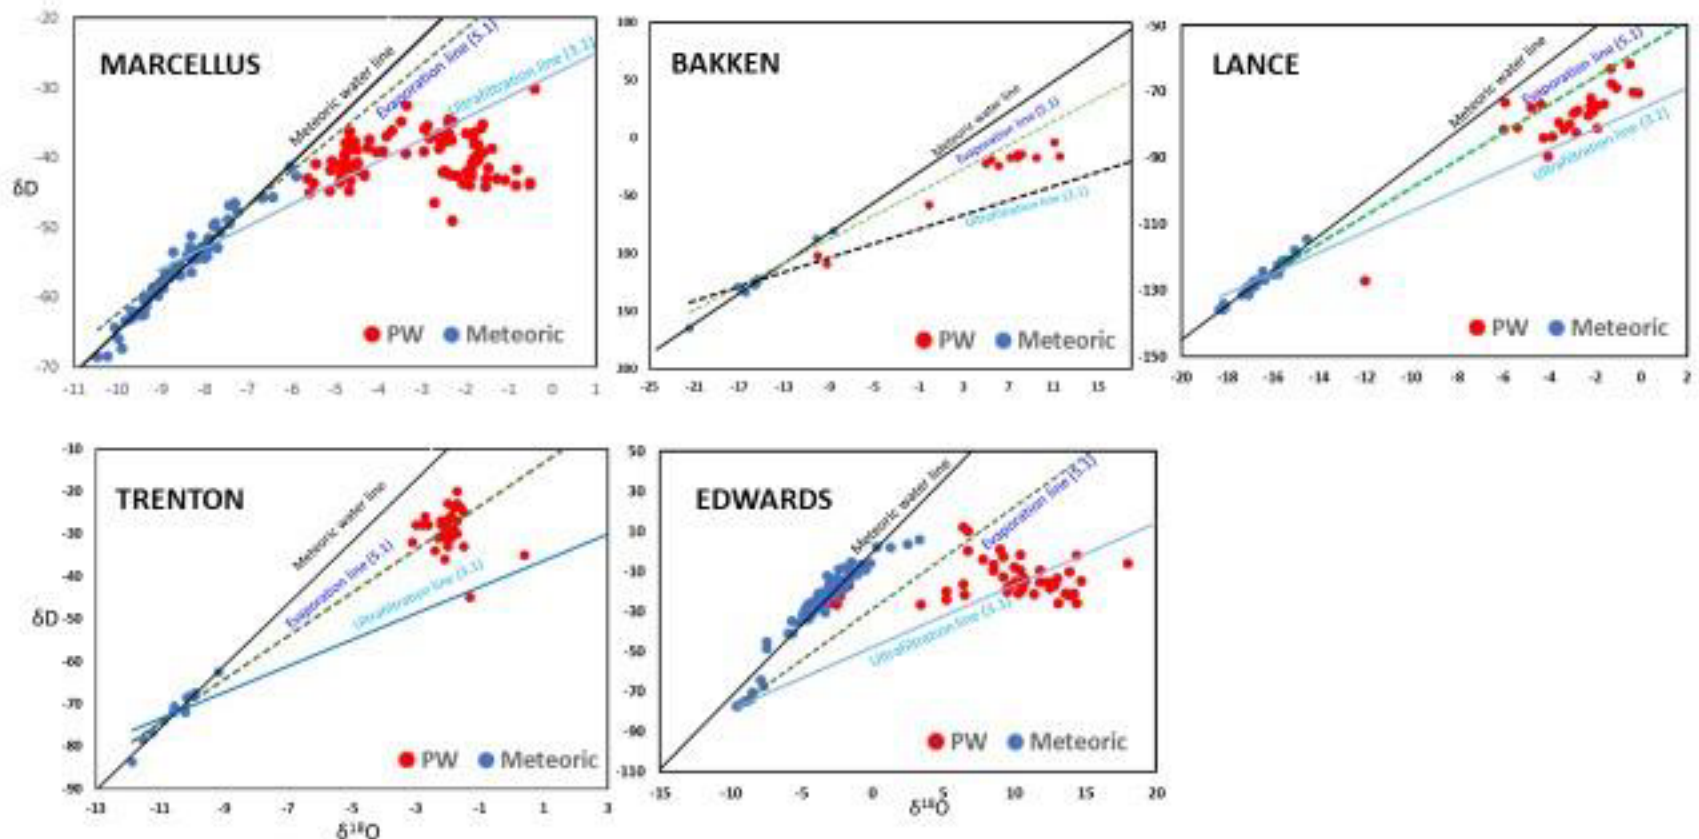 MARCELLUS
Meteoric water line
Evaporation line (5.1)
Ultrafiltration line (3.1)
-20
-30
-40
-50
-60
-70
δD
-11
-10
-9
-8
-7
-6
-5
-4
-3
-2
-1
0
1
PW
Meteoric
BAKKEN
Meteoric water line
Evaporation line (5.1)
Ultrafiltration line (3.1)
50
0
-50
100
150
-25
-21
-17
-13
-9
-5
-1
3
7
11
15
PW
Meteoric
LANCE
Meteoric water line
Evaporation line (5.1)
Ultrafiltration line (3.1)
-50
-70
-90
-110
-130
-150
-20
-18
-16
-14
-12
-10
-8
-6
-4
-2
0
2
PW
Meteoric
TRENTON
Meteoric water line
Evaporation line (5.1)
Ultrafiltration line (3.1)
-10
-20
-30
-40
-50
-60
-70
-80
-90
δD
-13
-11
-9
-7
-5
-3
-1
1
3
δ¹⁸O
PW
Meteoric
EDWARDS
Meteoric water line
Evaporation line (5.1)
Ultrafiltration line (3.1)
50
30
10
-10
-30
-50
-70
-90
-110
-15
-10
-5
0
5
10
15
20
δ¹⁸O
PW
Meteoric